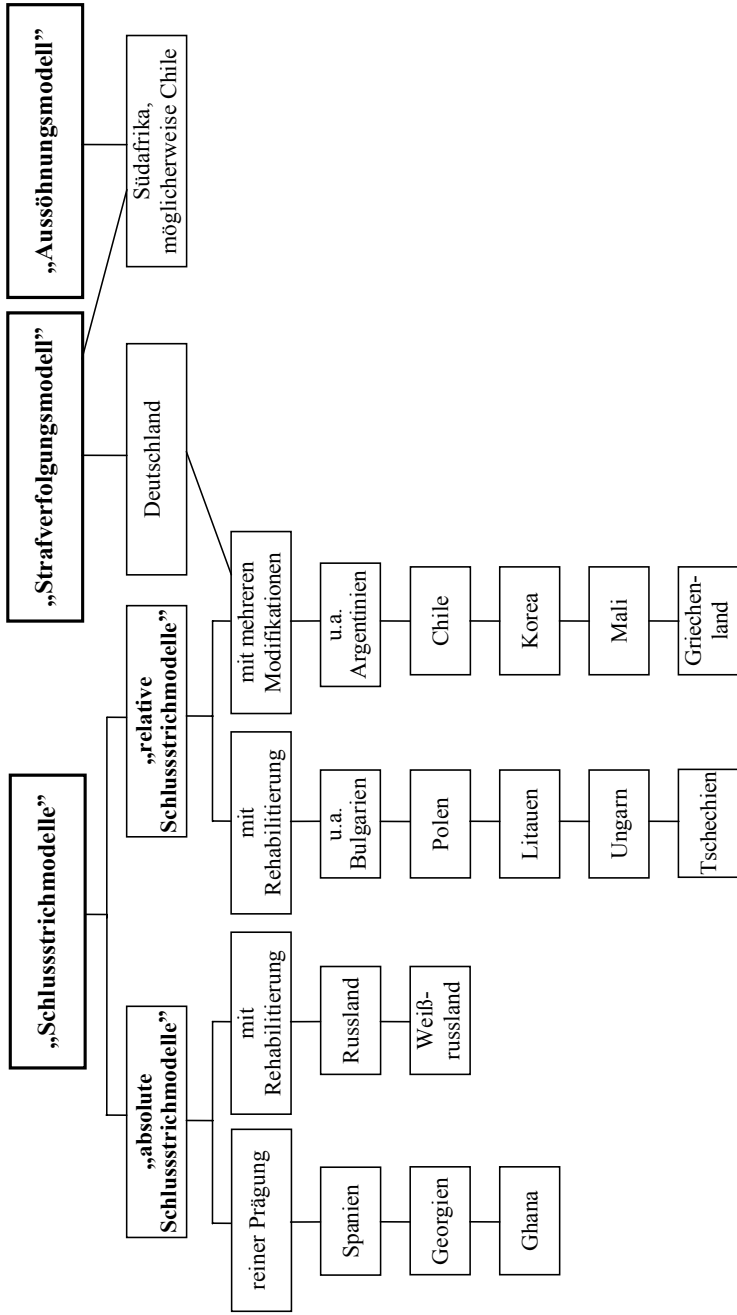 „Schlussstrichmodelle”
„Strafverfolgungsmodell”
„Aussöhnungsmodell”
„absolute
Schlussstrichmodelle”
„relative
Schlussstrichmodelle”
Deutschland
Südafrika,
möglicherweise Chile
reiner Prägung
mit
Rehabilitierung
mit
Rehabilitierung
mit mehreren
Modifikationen
Spanien
Russland
u.a.
Bulgarien
u.a.
Argentinien
Georgien
Weiß-
russland
Polen
Chile
Ghana
Litauen
Korea
Ungarn
Mali
Tschechien
Griechen-
land